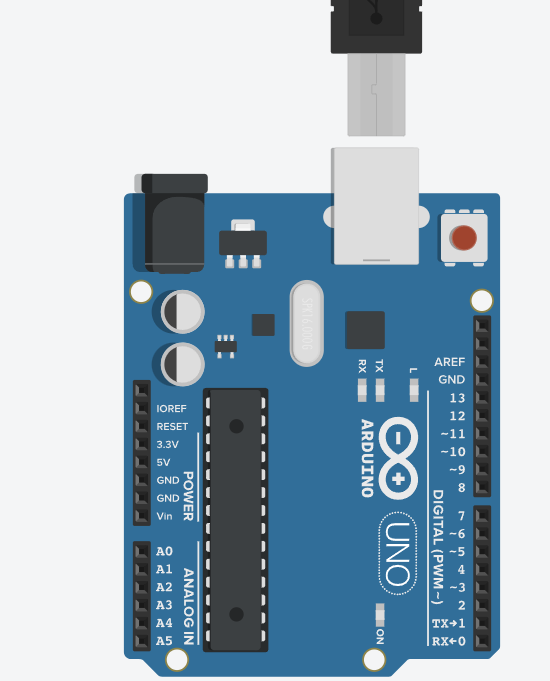 SPK16.000G
RX
TX
L
AREF
GND
13
12
~11
~10
~9
8
IOREF
RESET
3.3V
5V
GND
GND
Vin
POWER
ARDUINO
UNO
DIGITAL (PWM~)
7
~6
~5
4
~3
2
TX→1
RX←0
A0
A1
A2
A3
A4
A5
ANALOG IN
ON